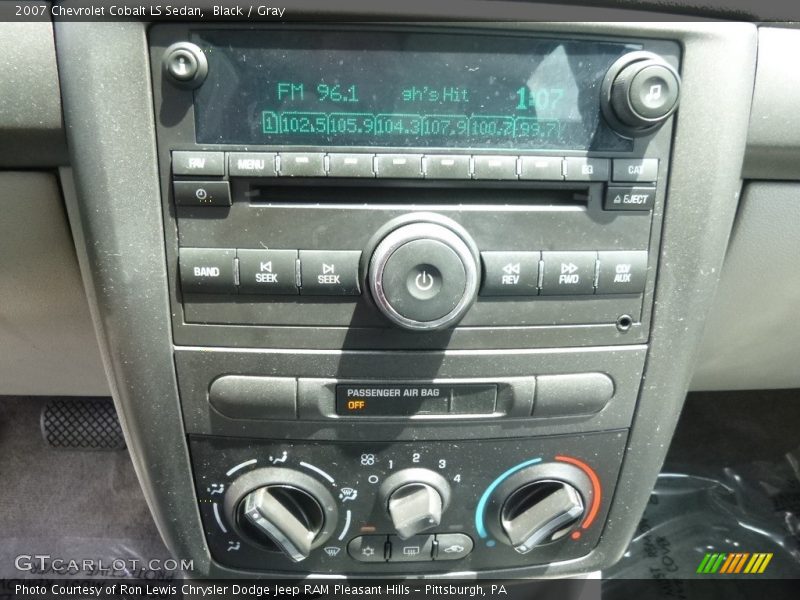 2007 Chevrolet Cobalt LS Sedan, Black / Gray
FM 96.1 gh's Hit 1:07
1 102.5 105.9 104.3 107.9 100.7 99.7
FAV MENU CAT
EJECT
BAND SEEK SEEK REV FWD CD/ AUX
PASSENGER AIR BAG
OFF
0 1 2 3 4
GTCarlot.com
Photo Courtesy of Ron Lewis Chrysler Dodge Jeep RAM Pleasant Hills - Pittsburgh, PA